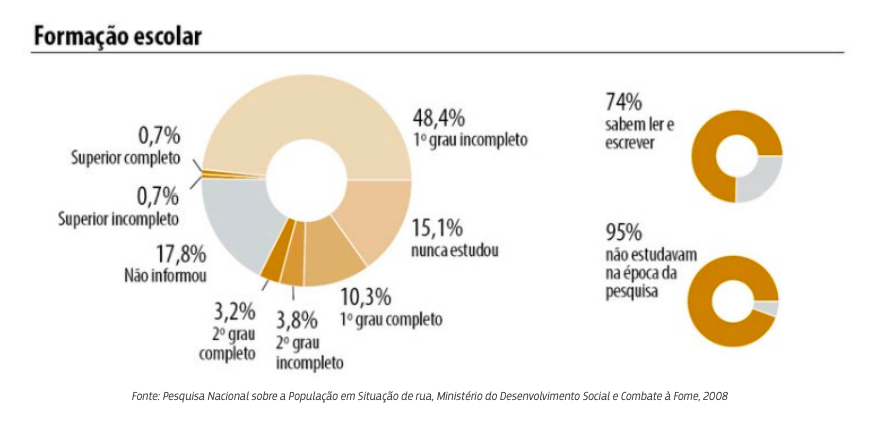 Formação escolar
48,4%
1º grau incompleto
15,1%
nunca estudou
10,3%
1º grau completo
3,8%
2º grau
incompleto
3,2%
2º grau
completo
17,8%
Não informou
0,7%
Superior incompleto
0,7%
Superior completo
74%
sabem ler e
escrever
95%
não estudavam
na época da
pesquisa
Fonte: Pesquisa Nacional sobre a População em Situação de rua, Ministério do Desenvolvimento Social e Combate à Fome, 2008